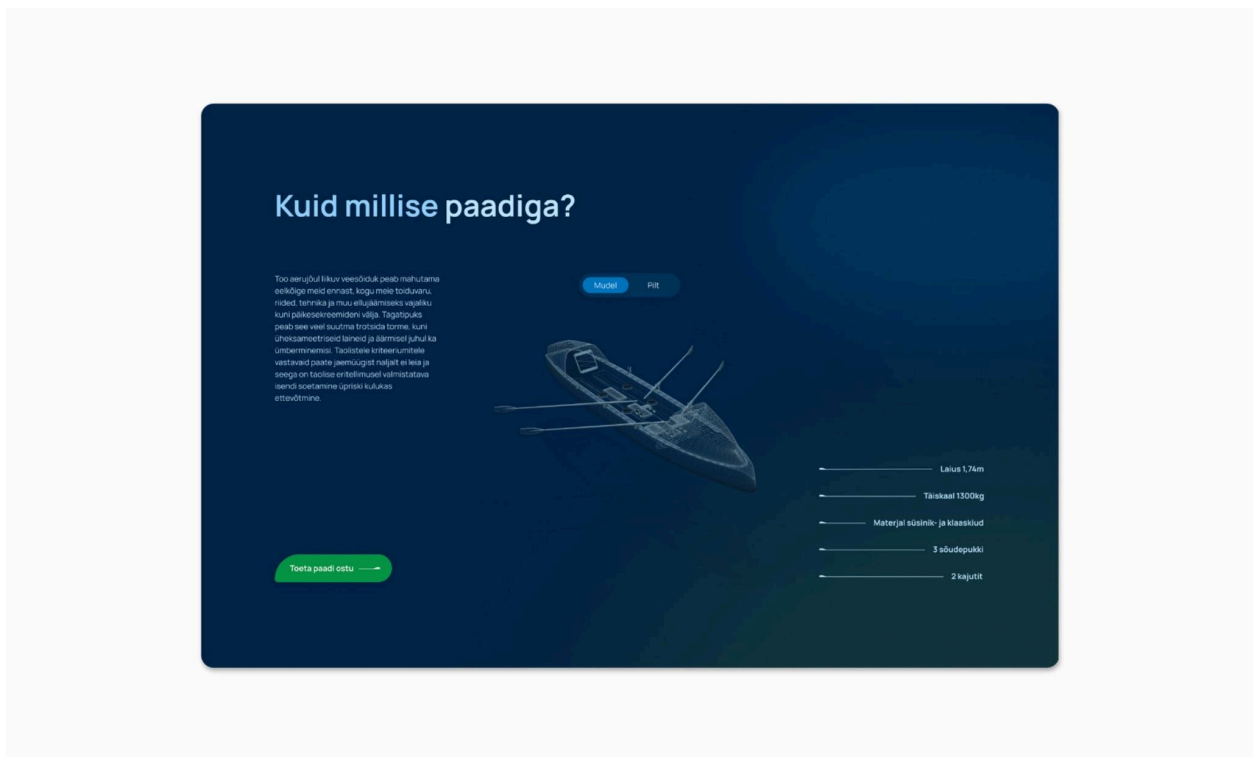 Kuid millise paadiga?
Too aerujõul liikuv veesõiduk peab mahutama
eelkõige meid ennast, kogu meie toiduvaru,
riided, tehnika ja muu ellujäämiseks vajaliku
kuni päikesekreemideni välja. Tagatipuks
peab see veel suutma trotsida torme, kuni
üheksameetriseid laineid ja äärmisel juhul ka
ümberminemisi. Taolistele kriteeriumitele
vastavaid paate jaemüügist naljalt ei leia ja
seega on taolise eritellimusel valmistatava
isendi soetamine üpriski kulukas
ettevõtmine.
Mudel
Pilt
Laius 1,74m
Täiskaal 1300kg
Materjal süsinik- ja klaaskiud
3 sõudepukki
2 kajutit
Toeta paadi ostu